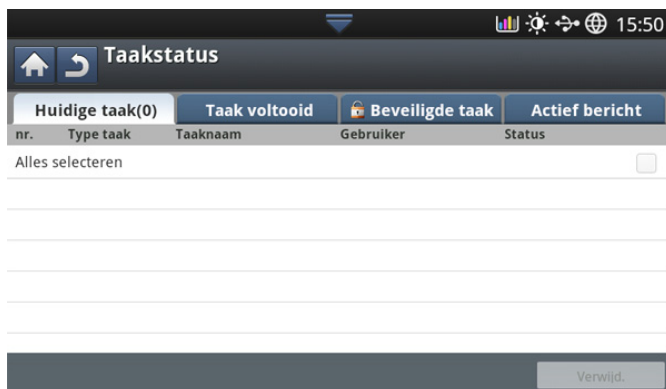 15:50
Taakstatus
Huidige taak(0) Taak voltooid Beveiligde taak Actief bericht
nr. Type taak Taaknaam Gebruiker Status
Alles selecteren
Verwijd.